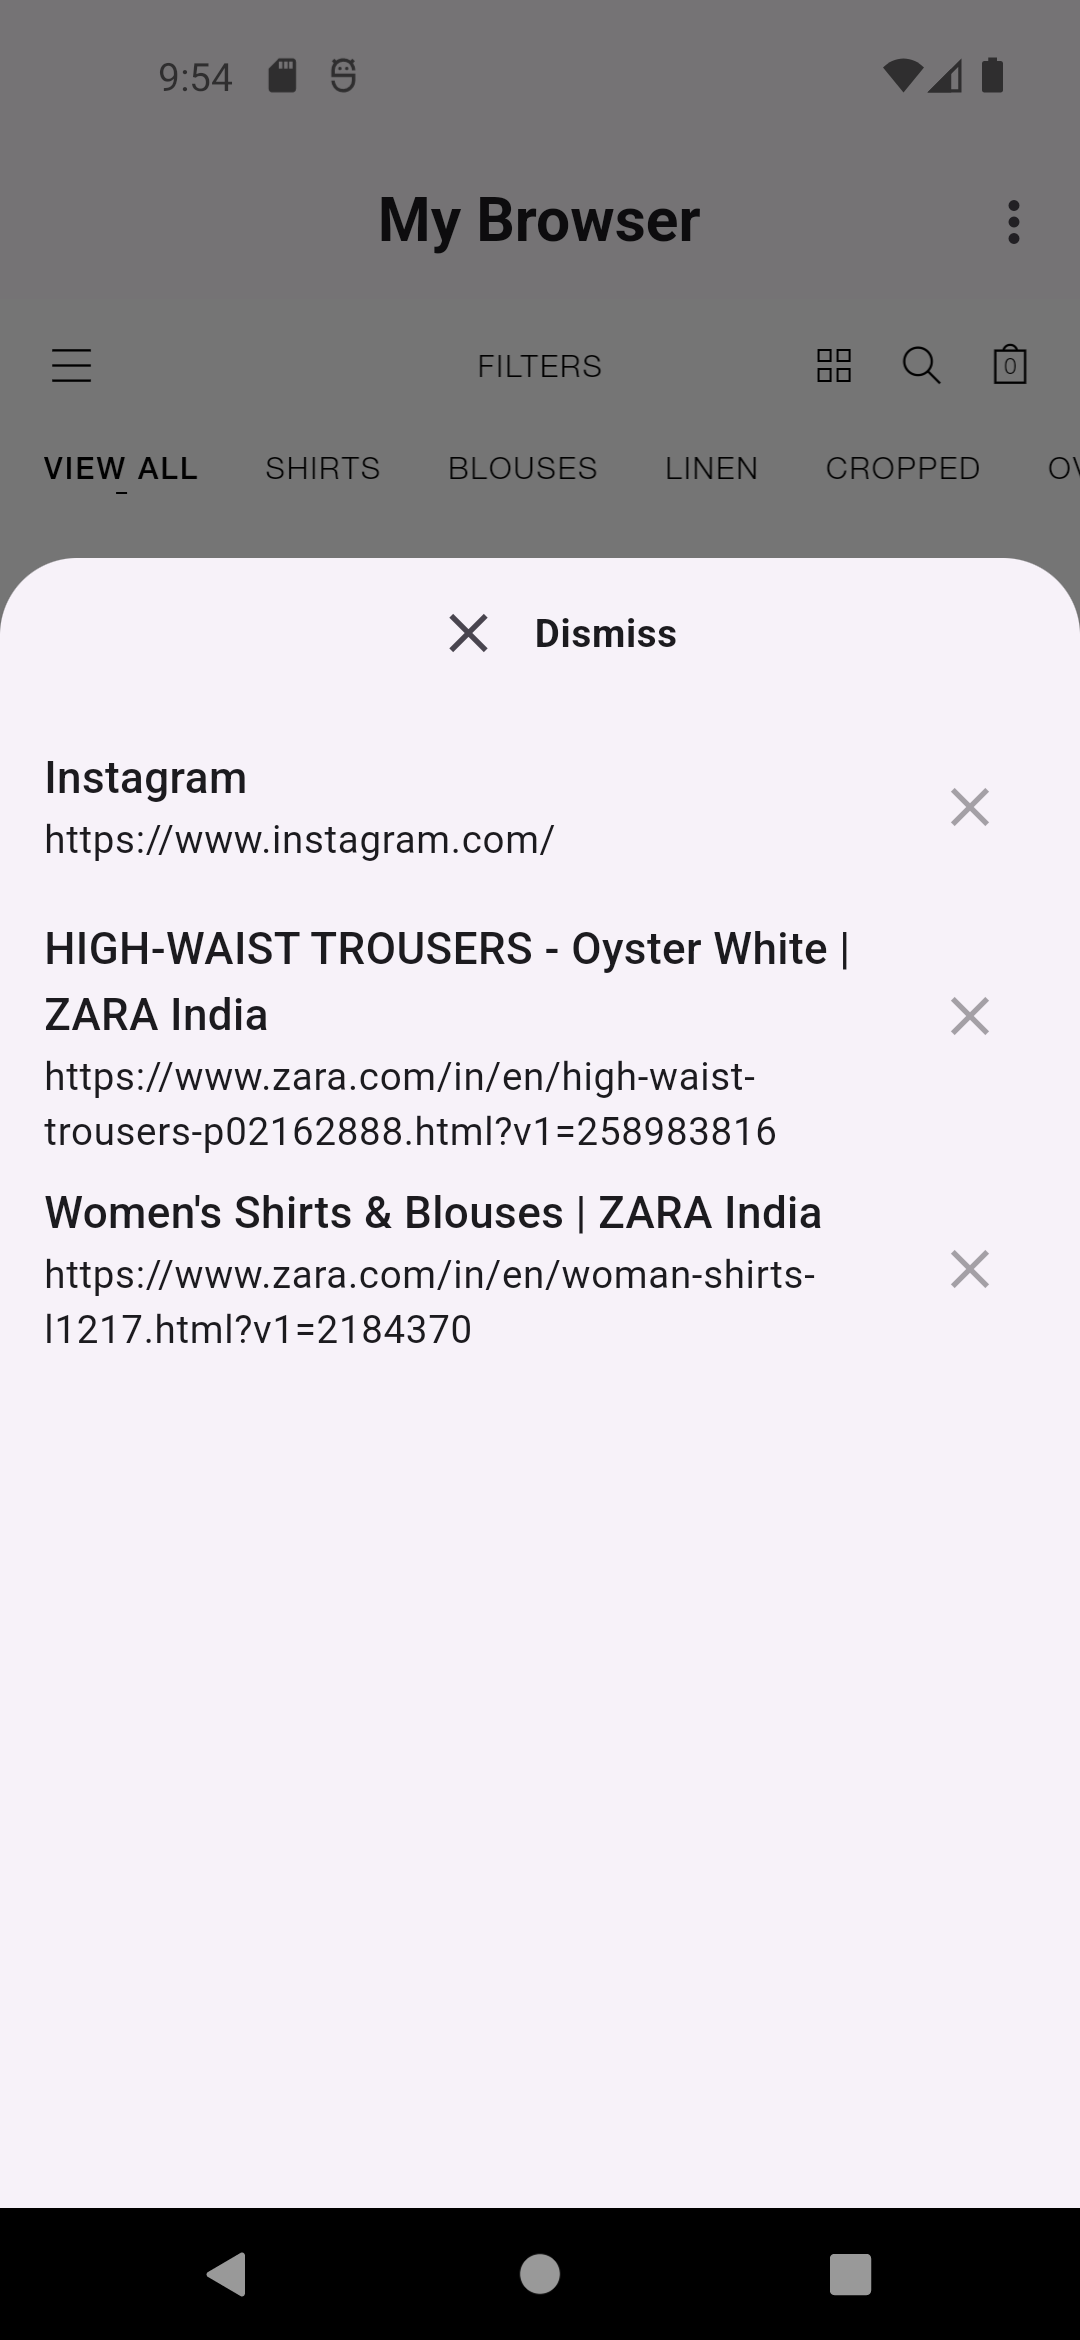 9:54
My Browser
FILTERS
0
VIEW ALL SHIRTS BLOUSES LINEN CROPPED OV
Dismiss
Instagram
https://www.instagram.com/
HIGH-WAIST TROUSERS - Oyster White |
ZARA India
https://www.zara.com/in/en/high-waist-
trousers-p02162888.html?v1=258983816
Women's Shirts & Blouses | ZARA India
https://www.zara.com/in/en/woman-shirts-
l1217.html?v1=2184370